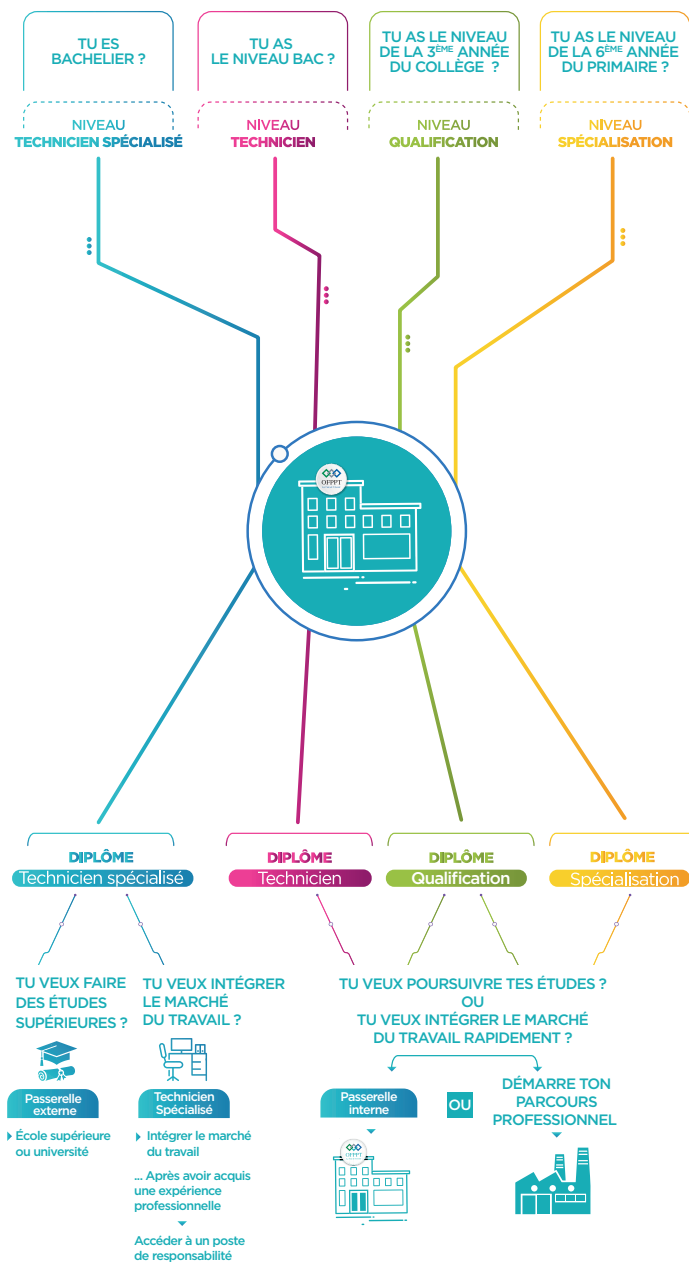 TU ES
BACHELIER ?
TU AS
LE NIVEAU BAC ?
TU AS LE NIVEAU
DE LA 3ÈME ANNÉE
DU COLLÈGE ?
TU AS LE NIVEAU
DE LA 6ÈME ANNÉE
DU PRIMAIRE ?
NIVEAU
TECHNICIEN SPÉCIALISÉ
NIVEAU
TECHNICIEN
NIVEAU
QUALIFICATION
NIVEAU
SPÉCIALISATION
OFPPT
DIPLÔME
Technicien spécialisé
DIPLÔME
Technicien
DIPLÔME
Qualification
DIPLÔME
Spécialisation
TU VEUX FAIRE
DES ÉTUDES
SUPÉRIEURES ?
TU VEUX INTÉGRER
LE MARCHÉ
DU TRAVAIL ?
TU VEUX POURSUIVRE TES ÉTUDES ?
OU
TU VEUX INTÉGRER LE MARCHÉ
DU TRAVAIL RAPIDEMENT ?
Passerelle
externe
École supérieure
ou université
Technicien
Spécialisé
Intégrer le marché
du travail
... Après avoir acquis
une expérience
professionnelle
Accéder à un poste
de responsabilité
Passerelle
interne
OU
DÉMARRE TON
PARCOURS
PROFESSIONNEL
OFPPT